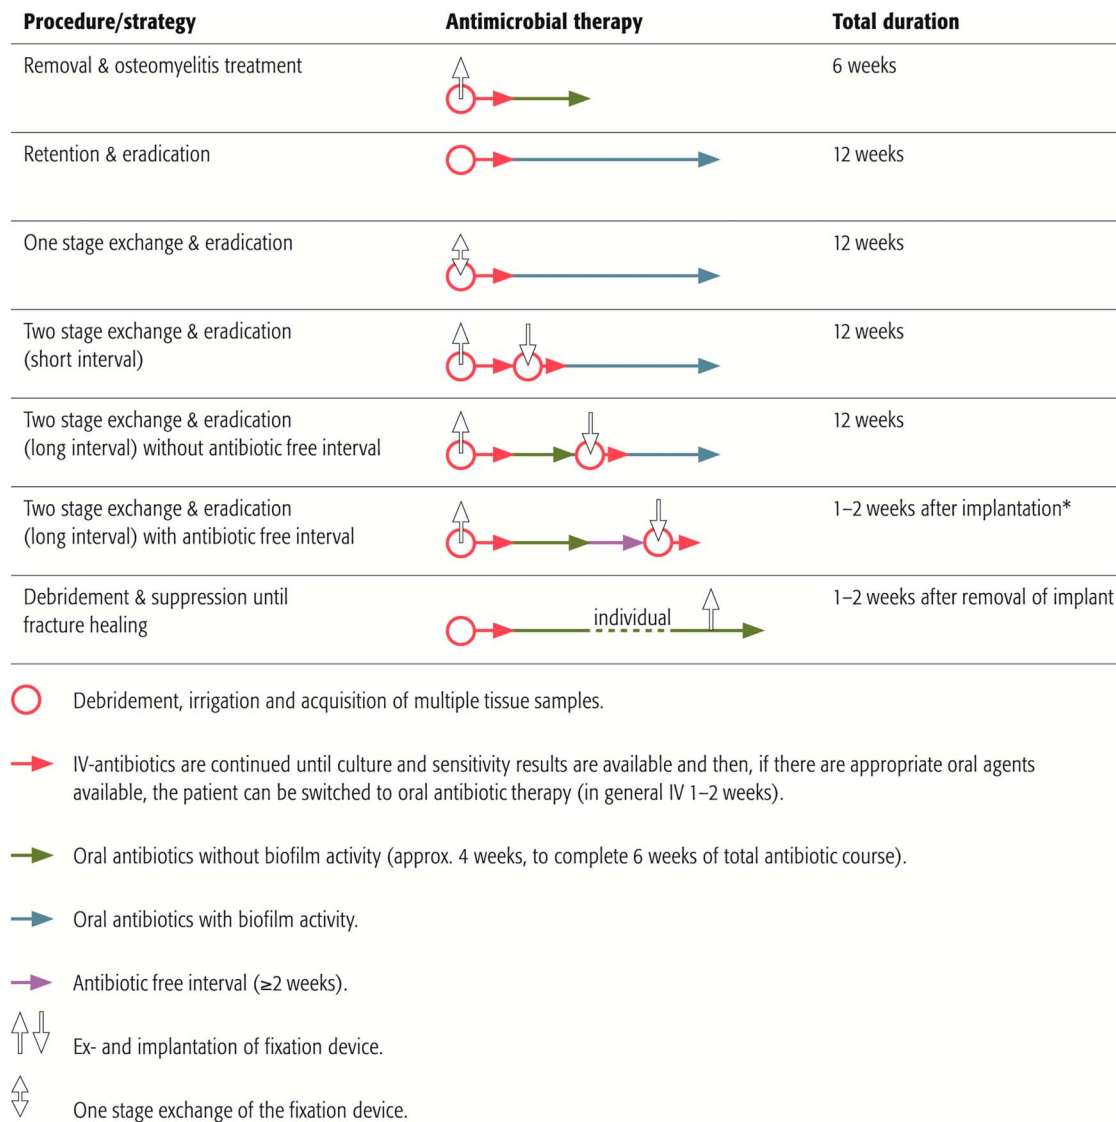 Procedure/strategy Antimicrobial therapy Total duration
Removal & osteomyelitis treatment 6 weeks
Retention & eradication 12 weeks
One stage exchange & eradication 12 weeks
Two stage exchange & eradication 12 weeks
(short interval)
Two stage exchange & eradication 12 weeks
(long interval) without antibiotic free interval
Two stage exchange & eradication 1–2 weeks after implantation*
(long interval) with antibiotic free interval
Debridement & suppression until 1–2 weeks after removal of implant
individual
fracture healing
Debridement, irrigation and acquisition of multiple tissue samples.
IV-antibiotics are continued until culture and sensitivity results are available and then, if there are appropriate oral agents
available, the patient can be switched to oral antibiotic therapy (in general IV 1–2 weeks).
Oral antibiotics without biofilm activity (approx. 4 weeks, to complete 6 weeks of total antibiotic course).
Oral antibiotics with biofilm activity.
Antibiotic free interval (≥2 weeks).
Ex- and implantation of fixation device.
One stage exchange of the fixation device.